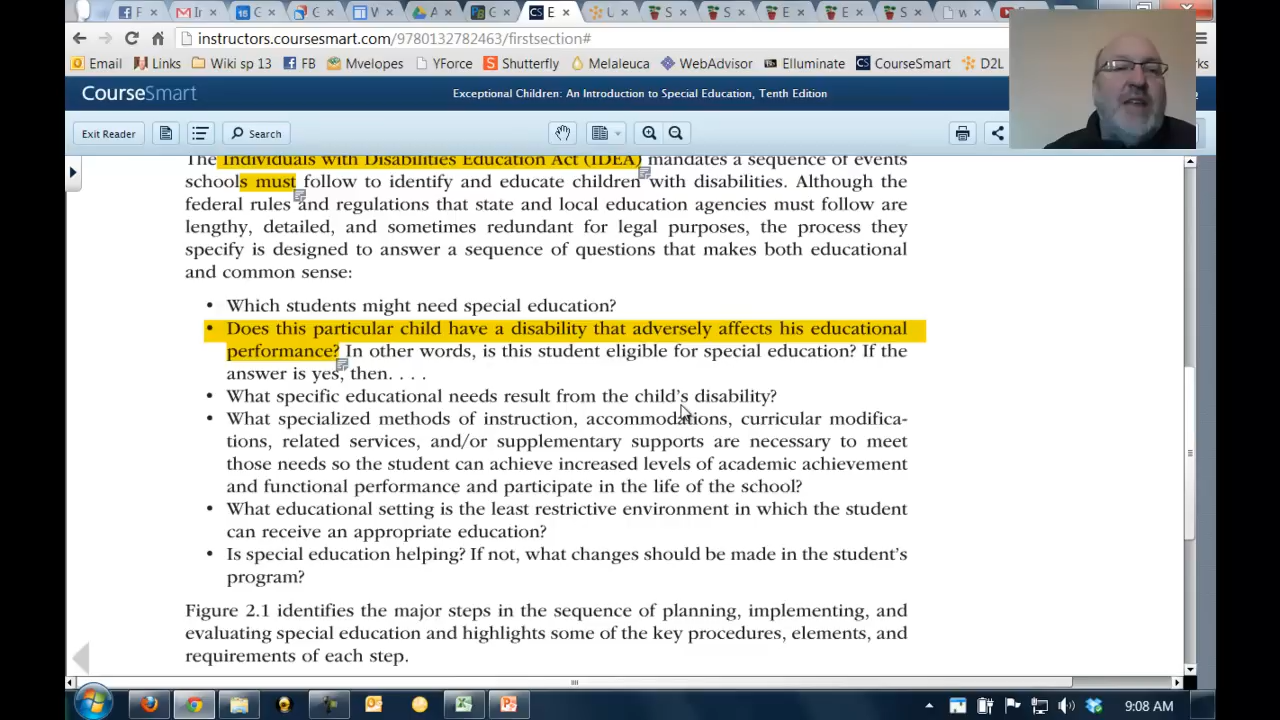 F
In
18 C
C
W
A
C
CS E
U
S
S
E
E
S
w
S
instructors.coursesmart.com/9780132782463/firstsection#
Email Links Wiki sp 13 FB Mvelopes YForce Shutterfly Melaleuca WebAdvisor Elluminate CourseSmart D2L
CourseSmart
Exceptional Children: An Introduction to Special Education, Tenth Edition
Exit Reader
Search
The Individuals with Disabilities Education Act (IDEA) mandates a sequence of events
schools must follow to identify and educate children with disabilities. Although the
federal rules and regulations that state and local education agencies must follow are
lengthy, detailed, and sometimes redundant for legal purposes, the process they
specify is designed to answer a sequence of questions that makes both educational
and common sense:
• Which students might need special education?
• Does this particular child have a disability that adversely affects his educational
performance? In other words, is this student eligible for special education? If the
answer is yes, then. . . .
• What specific educational needs result from the child's disability?
• What specialized methods of instruction, accommodations, curricular modifica-
tions, related services, and/or supplementary supports are necessary to meet
those needs so the student can achieve increased levels of academic achievement
and functional performance and participate in the life of the school?
• What educational setting is the least restrictive environment in which the student
can receive an appropriate education?
• Is special education helping? If not, what changes should be made in the student's
program?
Figure 2.1 identifies the major steps in the sequence of planning, implementing, and
evaluating special education and highlights some of the key procedures, elements, and
requirements of each step.
9:08 AM